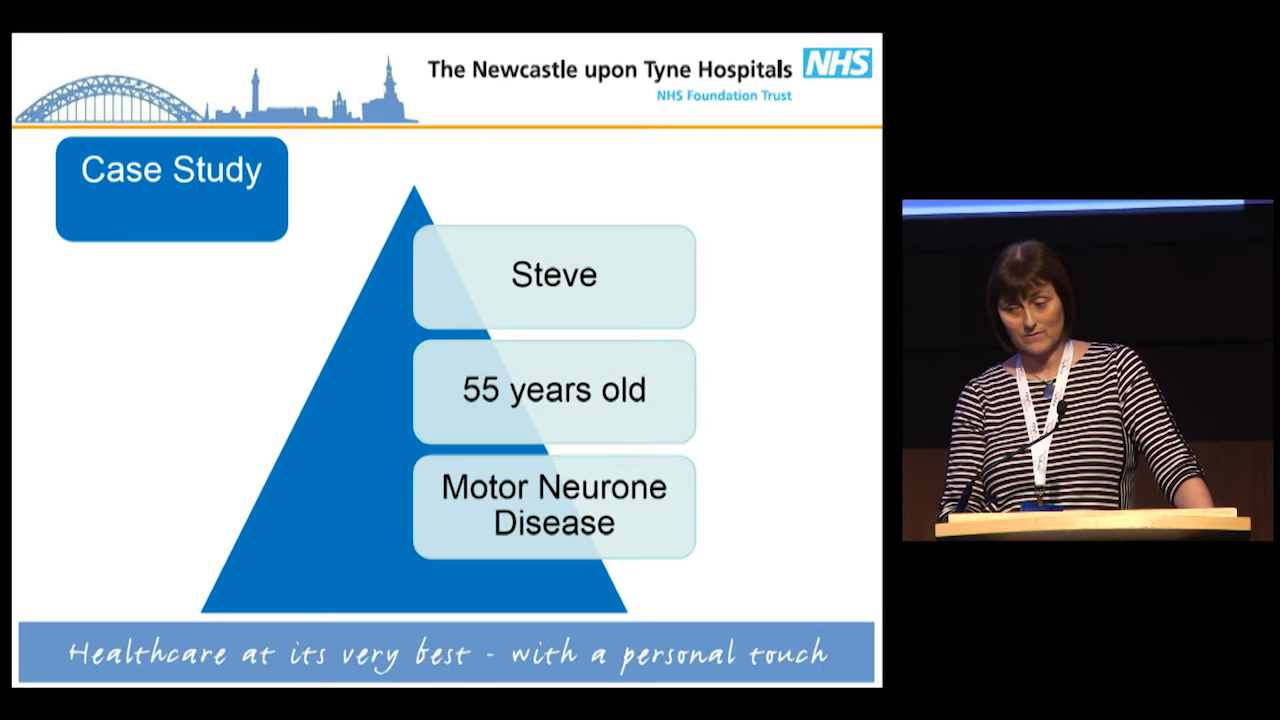 The Newcastle upon Tyne Hospitals NHS
NHS Foundation Trust
Case Study
Steve
55 years old
Motor Neurone
Disease
Healthcare at its very best - with a personal touch